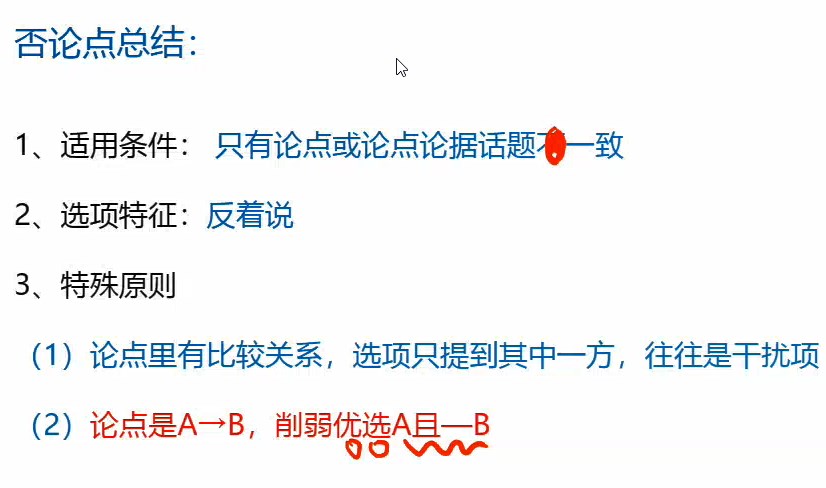 否论点总结：
1、适用条件： 只有论点或论点论据话题不一致
2、选项特征：反着说
3、特殊原则
（1）论点里有比较关系，选项只提到其中一方，往往是干扰项
（2）论点是A→B，削弱优选A且—B